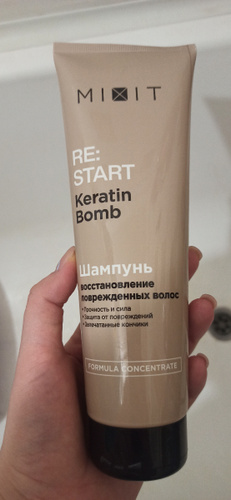 MIXIT
RE:
START
Keratin
Bomb
Шампунь
восстановление
поврежденных волос
• Прочность и сила
• Защита от повреждений
• Запечатанные кончики
FORMULA CONCENTRATE